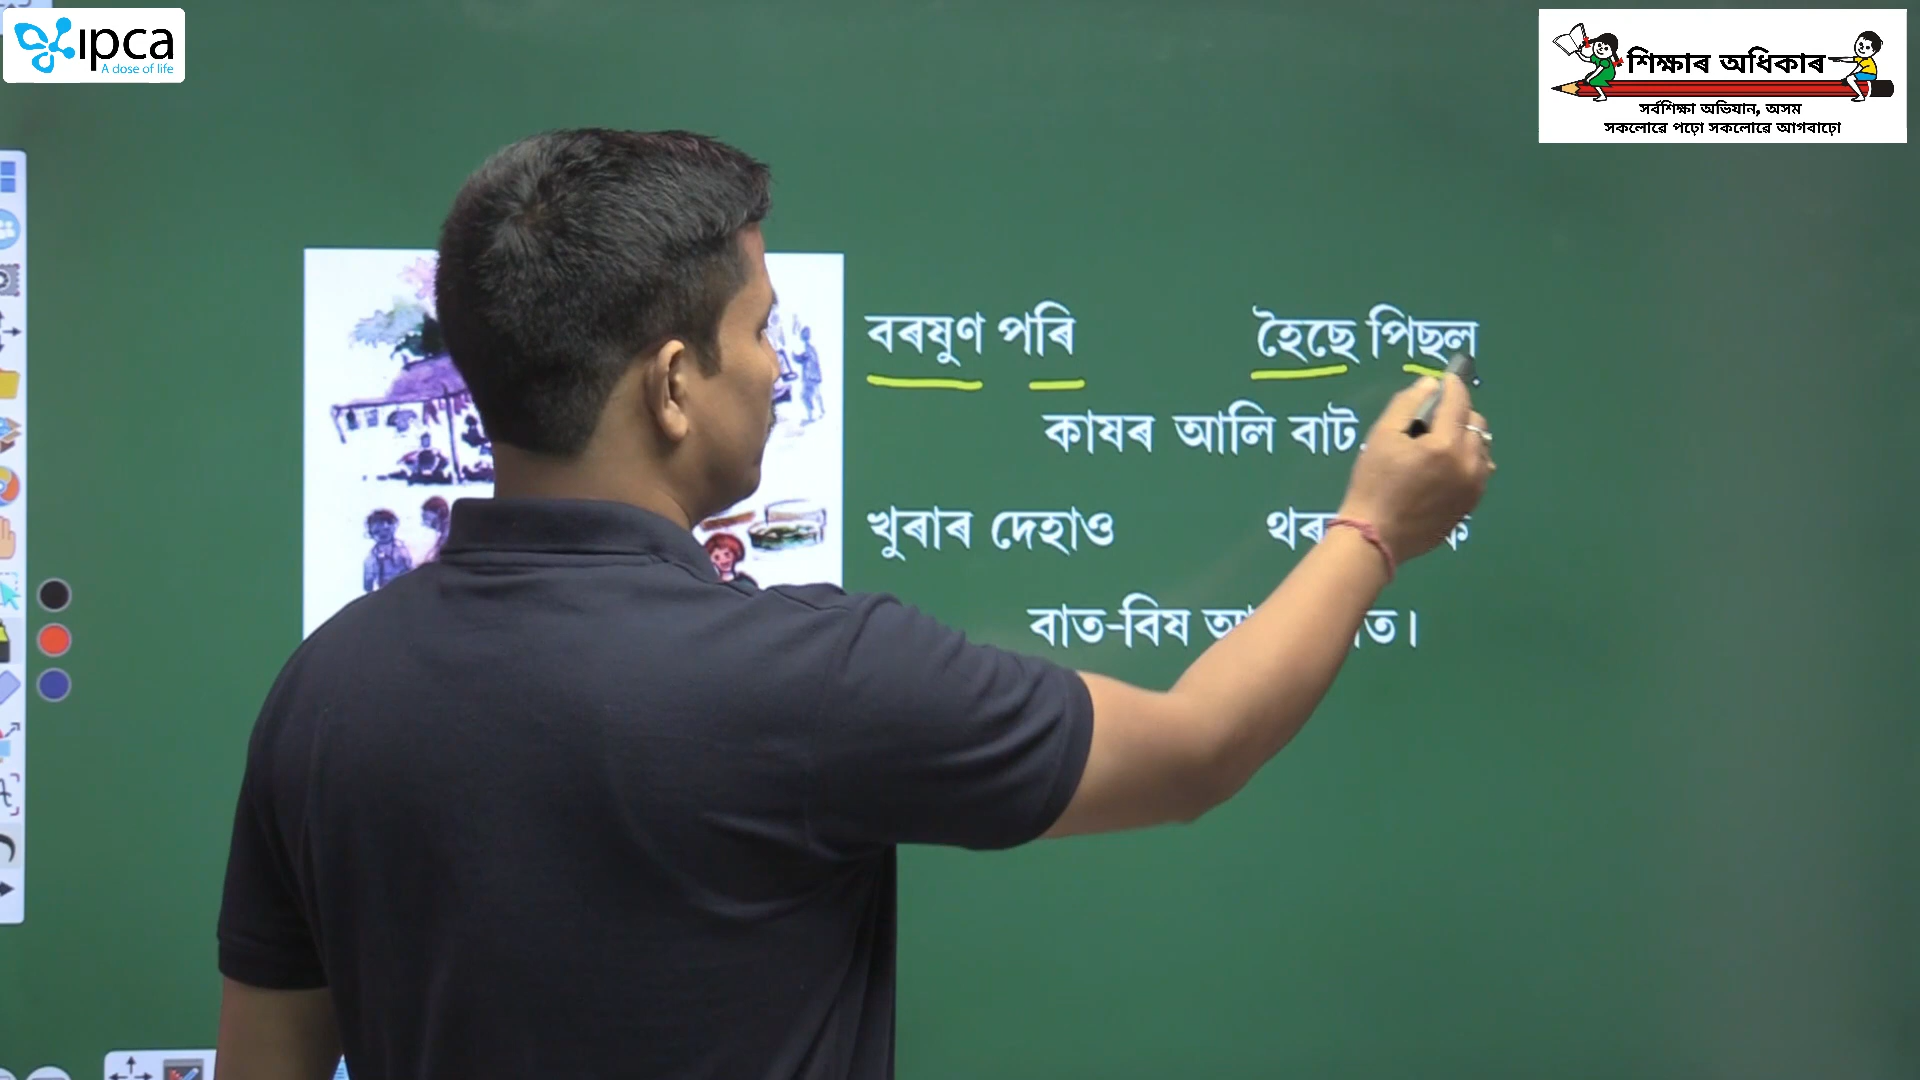 ipca
A dose of life
শিক্ষাৰ অধিকাৰ
সৰ্বশিক্ষা অভিযান, অসম
সকলোৱে পঢ়ো সকলোৱে আগবাঢ়ো
বৰষুণ পৰি হৈছে পিছল
কাষৰ আলি বাট
খুৰাৰ দেহাও
বাত-বিষ